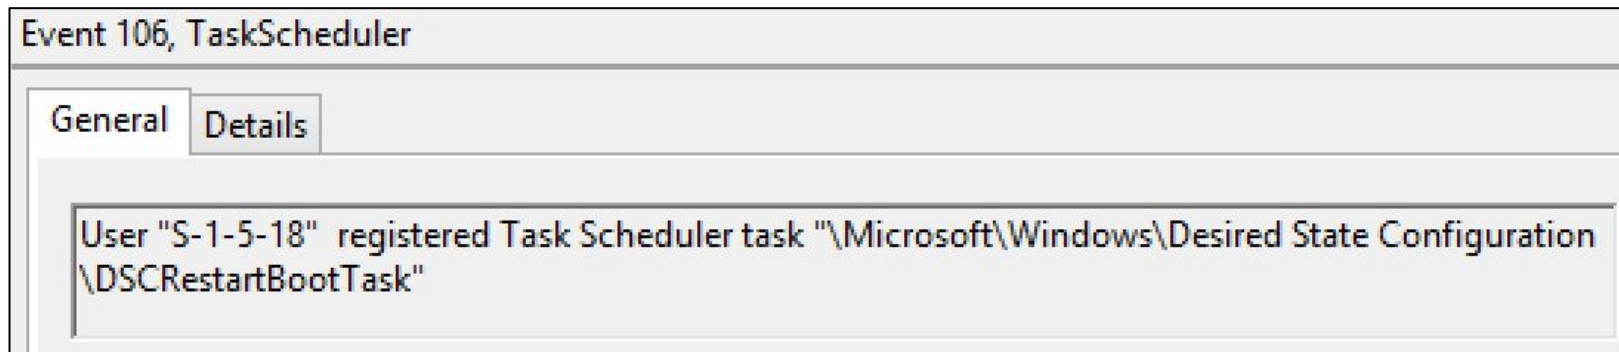 Event 106, TaskScheduler
General Details
User "S-1-5-18"  registered Task Scheduler task "\Microsoft\Windows\Desired State Configuration
\DSCRestartBootTask"